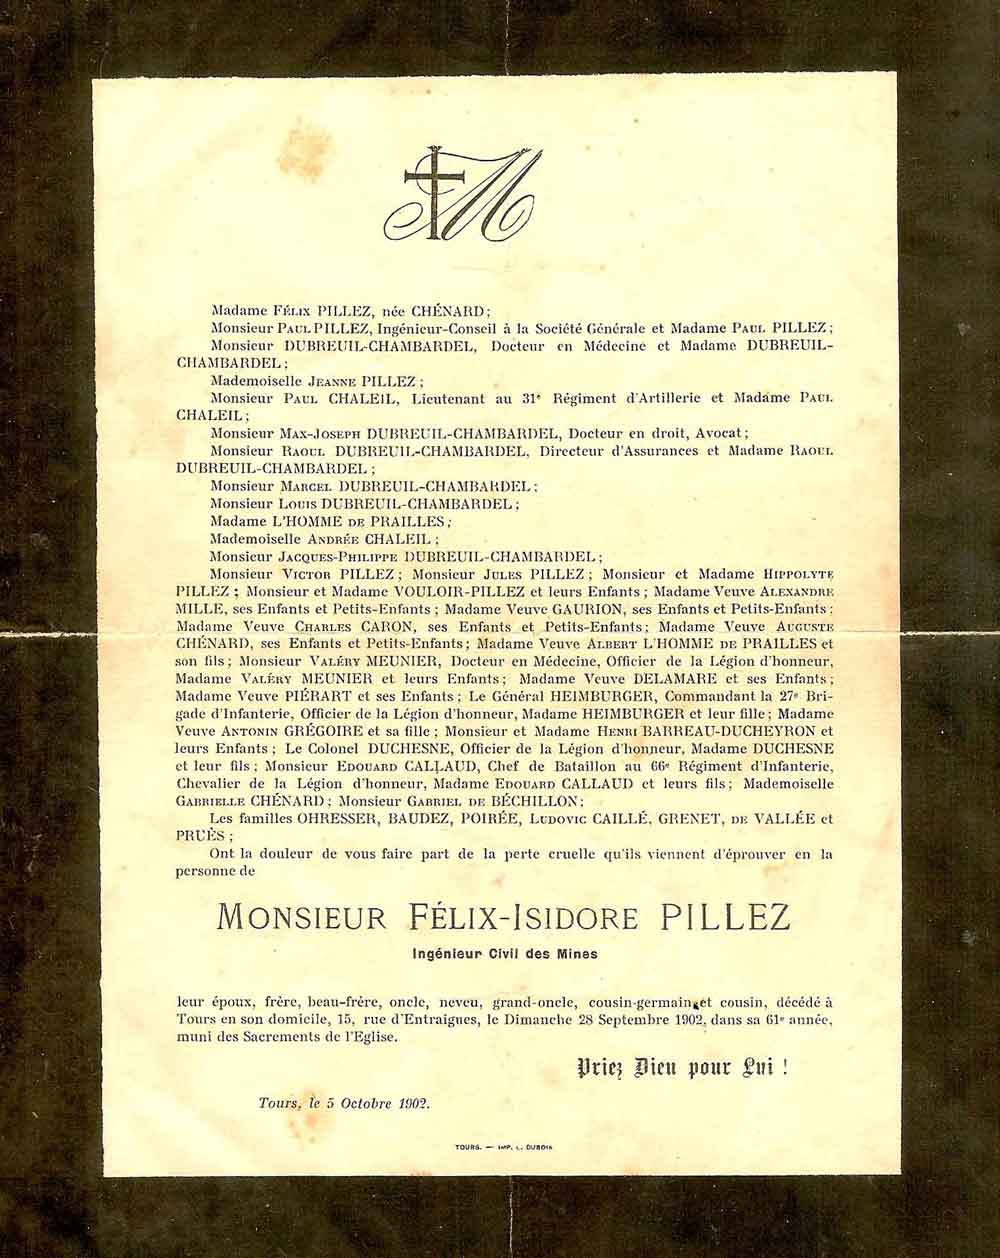 M
Madame FÉLIX PILLEZ, née CHÉNARD;
Monsieur PAUL PILLEZ, Ingénieur-Conseil à la Société Générale et Madame PAUL PILLEZ;
Monsieur DUBREUIL-CHAMBARDEL, Docteur en Médecine et Madame DUBREUIL-
CHAMBARDEL;
Mademoiselle JEANNE PILLEZ;
Monsieur PAUL CHALEIL, Lieutenant au 31e Régiment d'Artillerie et Madame PAUL
CHALEIL;
Monsieur MAX-JOSEPH DUBREUIL-CHAMBARDEL, Docteur en droit, Avocat;
Monsieur RAOUL DUBREUIL-CHAMBARDEL, Directeur d'Assurances et Madame RAOUL
DUBREUIL-CHAMBARDEL;
Monsieur MARCEL DUBREUIL-CHAMBARDEL;
Monsieur LOUIS DUBREUIL-CHAMBARDEL;
Madame L'HOMME DE PRAILLES;
Mademoiselle ANDRÉE CHALEIL;
Monsieur JACQUES-PHILIPPE DUBREUIL-CHAMBARDEL;
Monsieur VICTOR PILLEZ; Monsieur JULES PILLEZ; Monsieur et Madame HIPPOLYTE
PILLEZ; Monsieur et Madame VOULOIR-PILLEZ et leurs Enfants; Madame Veuve ALEXANDRE
MILLE, ses Enfants et Petits-Enfants; Madame Veuve GAURION, ses Enfants et Petits-Enfants;
Madame Veuve CHARLES CARON, ses Enfants et Petits-Enfants; Madame Veuve AUGUSTE
CHÉNARD, ses Enfants et Petits-Enfants; Madame Veuve ALBERT L'HOMME DE PRAILLES et
son fils; Monsieur VALÉRY MEUNIER, Docteur en Médecine, Officier de la Légion d'honneur,
Madame VALÉRY MEUNIER et leurs Enfants; Madame Veuve DELAMARE et ses Enfants;
Madame Veuve PIÉRART et ses Enfants; Le Général HEIMBURGER, Commandant la 27e Bri-
gade d'Infanterie, Officier de la Légion d'honneur, Madame HEIMBURGER et leur fille; Madame
Veuve ANTONIN GRÉGOIRE et sa fille; Monsieur et Madame HENRI BARREAU-DUCHEYRON et
leurs Enfants; Le Colonel DUCHESNE, Officier de la Légion d'honneur, Madame DUCHESNE
et leur fils; Monsieur EDOUARD CALLAUD, Chef de Bataillon au 66e Régiment d'Infanterie,
Chevalier de la Légion d'honneur, Madame EDOUARD CALLAUD et leurs fils; Mademoiselle
GABRIELLE CHÉNARD; Monsieur GABRIEL DE BÉCHILLON;
Les familles OHRESSER, BAUDEZ, POIRÉE, LUDOVIC CAILLÉ, GRENET, DE VALLÉE et
PRUÈS;
Ont la douleur de vous faire part de la perte cruelle qu'ils viennent d'éprouver en la
personne de
MONSIEUR FÉLIX-ISIDORE PILLEZ
Ingénieur Civil des Mines
leur époux, frère, beau-frère, oncle, neveu, grand-oncle, cousin-germain et cousin, décédé à
Tours en son domicile, 15, rue d'Entraigues, le Dimanche 28 Septembre 1902, dans sa 61e année,
muni des Sacrements de l'Eglise.
Priez Dieu pour Lui !
Tours, le 5 Octobre 1902.
TOURS. — IMP. L. DUBOIS